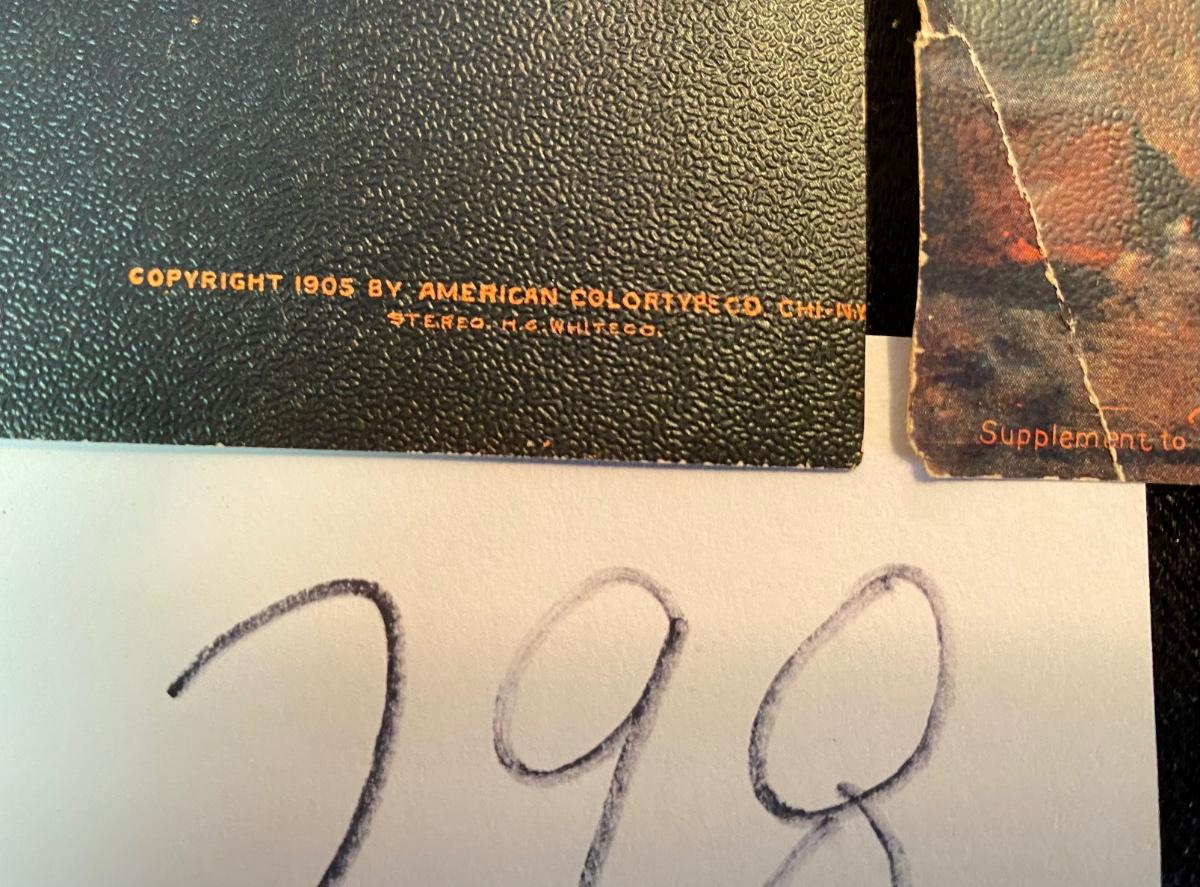 COPYRIGHT 1905 BY AMERICAN COLORTYPE CO. CHI-NY
STEREO. H.C. WHITE CO.
Supplement to
298